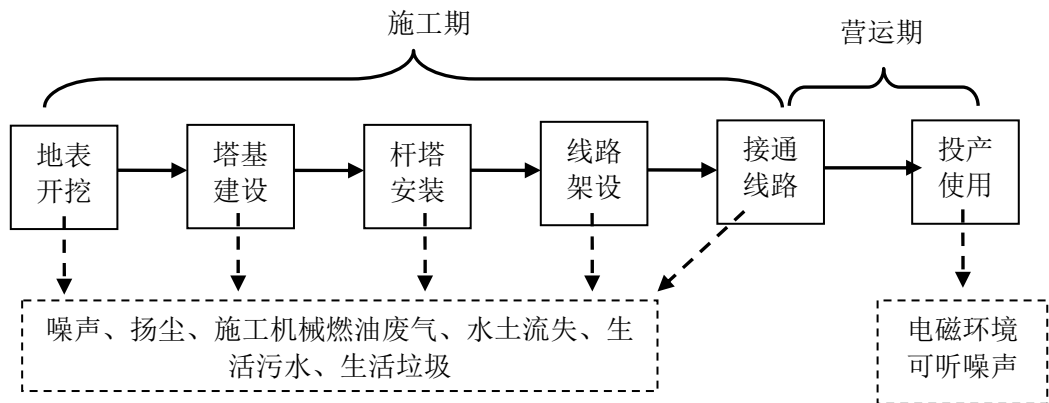 施工期
营运期
地表
开挖
塔基
建设
杆塔
安装
线路
架设
接通
线路
投产
使用
噪声、扬尘、施工机械燃油废气、水土流失、生
活污水、生活垃圾
电磁环境
可听噪声